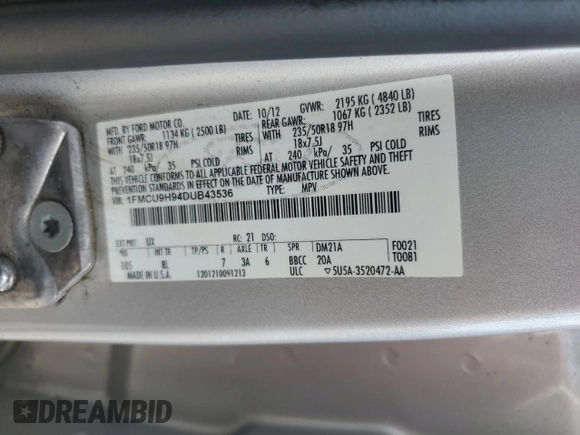 MFD. BY FORD MOTOR CO.
DATE: 10/12 GVWR: 2195 KG ( 4840 LB)
FRONT GAWR: 1134 KG ( 2500 LB) REAR GAWR: 1067 KG ( 2352 LB)
WITH 235/50R18 97H TIRES WITH 235/50R18 97H TIRES
18x7.5J RIMS 18x7.5J RIMS
AT 240 kPa/ 35 PSI COLD AT 240 kPa/ 35 PSI COLD
THIS VEHICLE CONFORMS TO ALL APPLICABLE FEDERAL MOTOR VEHICLE SAFETY AND THEFT
PREVENTION STANDARDS IN EFFECT ON THE DATE OF MANUFACTURE SHOWN ABOVE.
VIN: 1FMCU9H94DUB43536 TYPE: MPV
EXT PNT: UX RC: 21 DSO:
WB BL TP/PS R AXLE TR SPR DM21A F0021
105 BL 7 3A 6 BBCC 20A T0081
MADE IN U.S.A. 1201210091213 ULC ▽5U5A-3520472-AA
DREAMBID